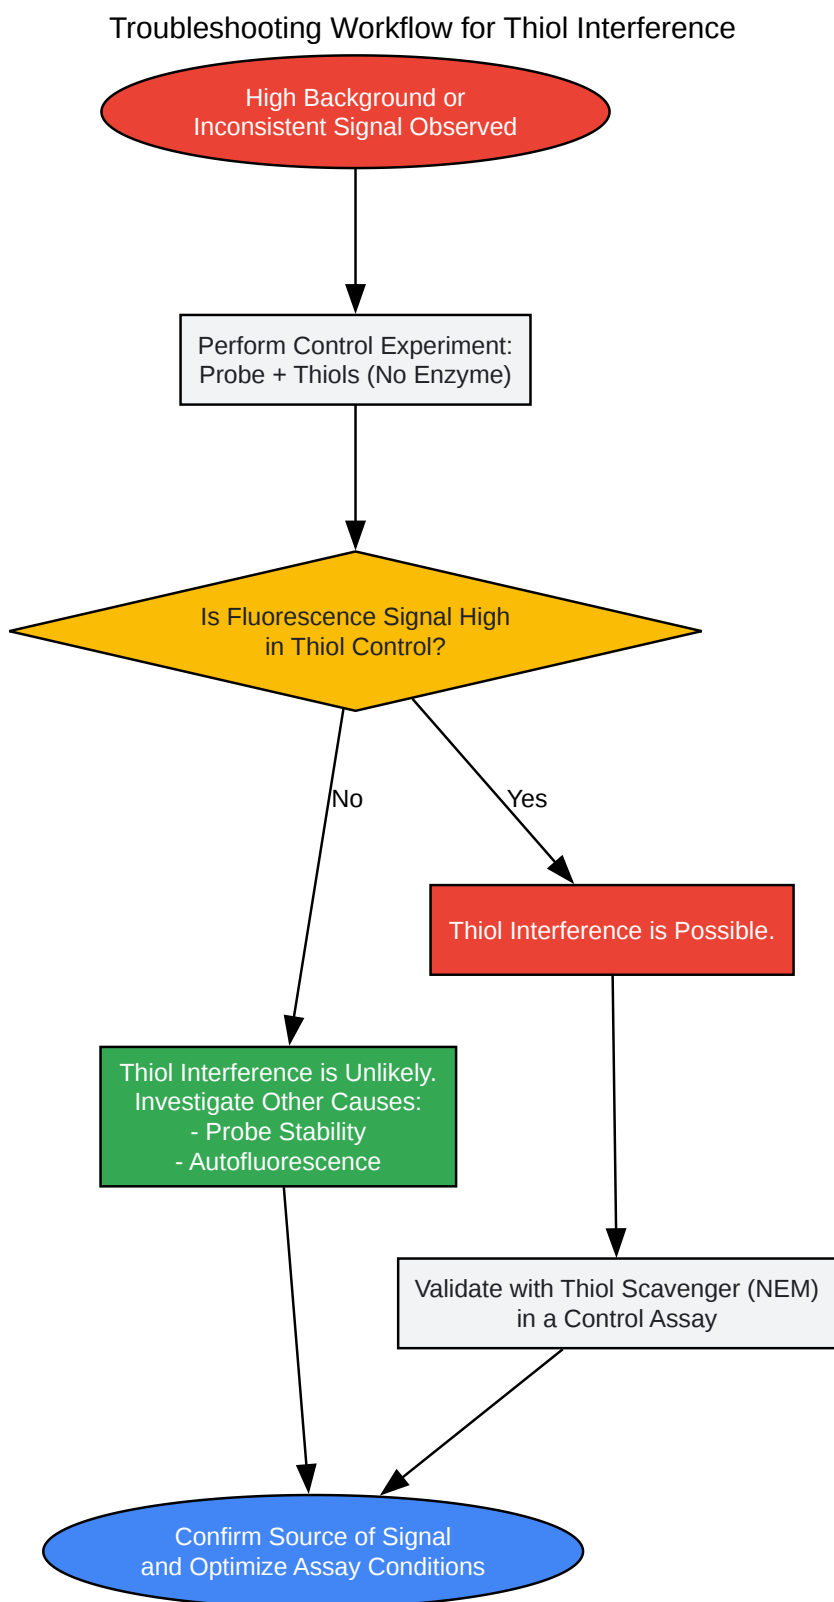 Troubleshooting Workflow for Thiol Interference
High Background or
Inconsistent Signal Observed
Perform Control Experiment:
Probe + Thiols (No Enzyme)
Is Fluorescence Signal High
in Thiol Control?
No
Yes
Thiol Interference is Possible.
Thiol Interference is Unlikely.
Investigate Other Causes:
- Probe Stability
- Autofluorescence
Validate with Thiol Scavenger (NEM)
in a Control Assay
Confirm Source of Signal
and Optimize Assay Conditions